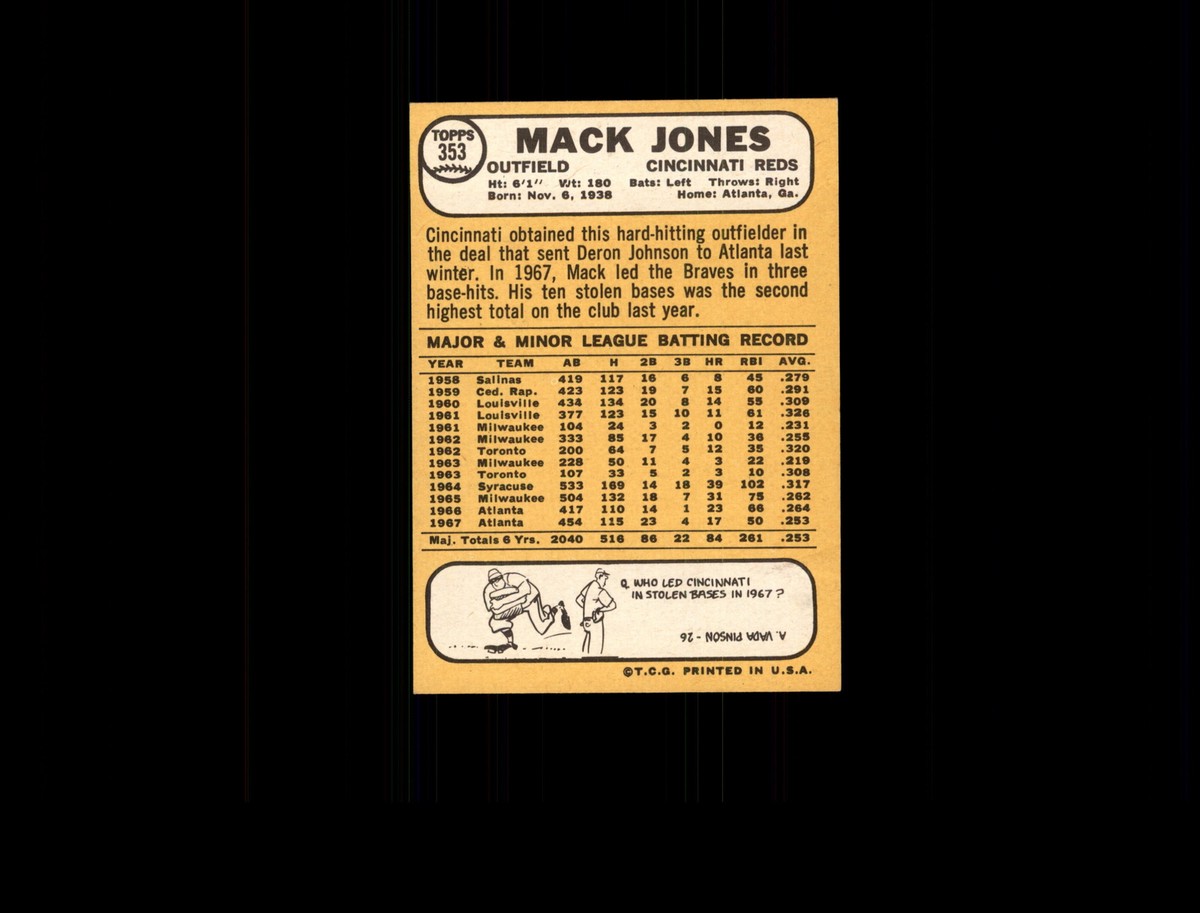 TOPPS
353
MACK JONES
OUTFIELD CINCINNATI REDS
Ht: 6'1" Wt: 180 Bats: Left Throws: Right
Born: Nov. 6, 1938 Home: Atlanta, Ga.
Cincinnati obtained this hard-hitting outfielder in
the deal that sent Deron Johnson to Atlanta last
winter. In 1967, Mack led the Braves in three
base-hits. His ten stolen bases was the second
highest total on the club last year.
MAJOR & MINOR LEAGUE BATTING RECORD
YEAR TEAM AB H 2B 3B HR RBI AVG.
1958 Salinas 419 117 16 6 8 45 .279
1959 Ced. Rap. 423 123 19 7 15 60 .291
1960 Louisville 434 134 20 8 14 55 .309
1961 Louisville 377 123 15 10 11 61 .326
1961 Milwaukee 104 24 3 2 0 12 .231
1962 Milwaukee 333 85 17 4 10 36 .255
1962 Toronto 200 64 7 5 12 35 .320
1963 Milwaukee 228 50 11 4 3 22 .219
1963 Toronto 107 33 5 2 3 10 .308
1964 Syracuse 533 169 14 18 39 102 .317
1965 Milwaukee 504 132 18 7 31 75 .262
1966 Atlanta 417 110 14 1 23 66 .264
1967 Atlanta 454 115 23 4 17 50 .253
Maj. Totals 6 Yrs. 2040 516 86 22 84 261 .253
Q. WHO LED CINCINNATI
IN STOLEN BASES IN 1967?
A. VADA PINSON - 26
©T.C.G. PRINTED IN U.S.A.